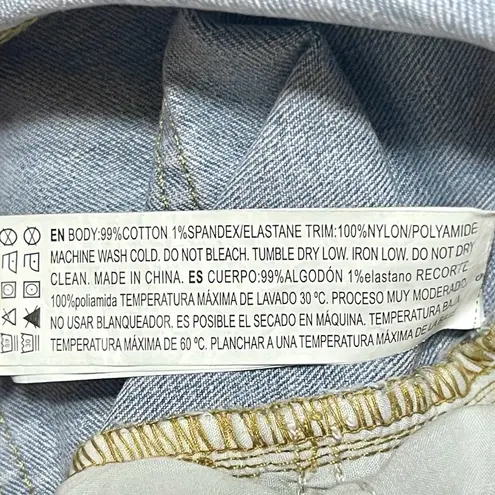 EN BODY:99%COTTON 1%SPANDEX/ELASTANE TRIM:100%NYLON/POLYAMIDE
MACHINE WASH COLD. DO NOT BLEACH. TUMBLE DRY LOW. IRON LOW. DO NOT DRY
CLEAN. MADE IN CHINA. ES CUERPO:99%ALGODÓN 1%elastano RECORTE
100%poliamida TEMPERATURA MÁXIMA DE LAVADO 30 ºC. PROCESO MUY MODERADO.
NO USAR BLANQUEADOR. ES POSIBLE EL SECADO EN MÁQUINA. TEMPERATURA BAJA
TEMPERATURA MÁXIMA DE 60 ºC. PLANCHAR A UNA TEMPERATURA MÁXIMA DE LA